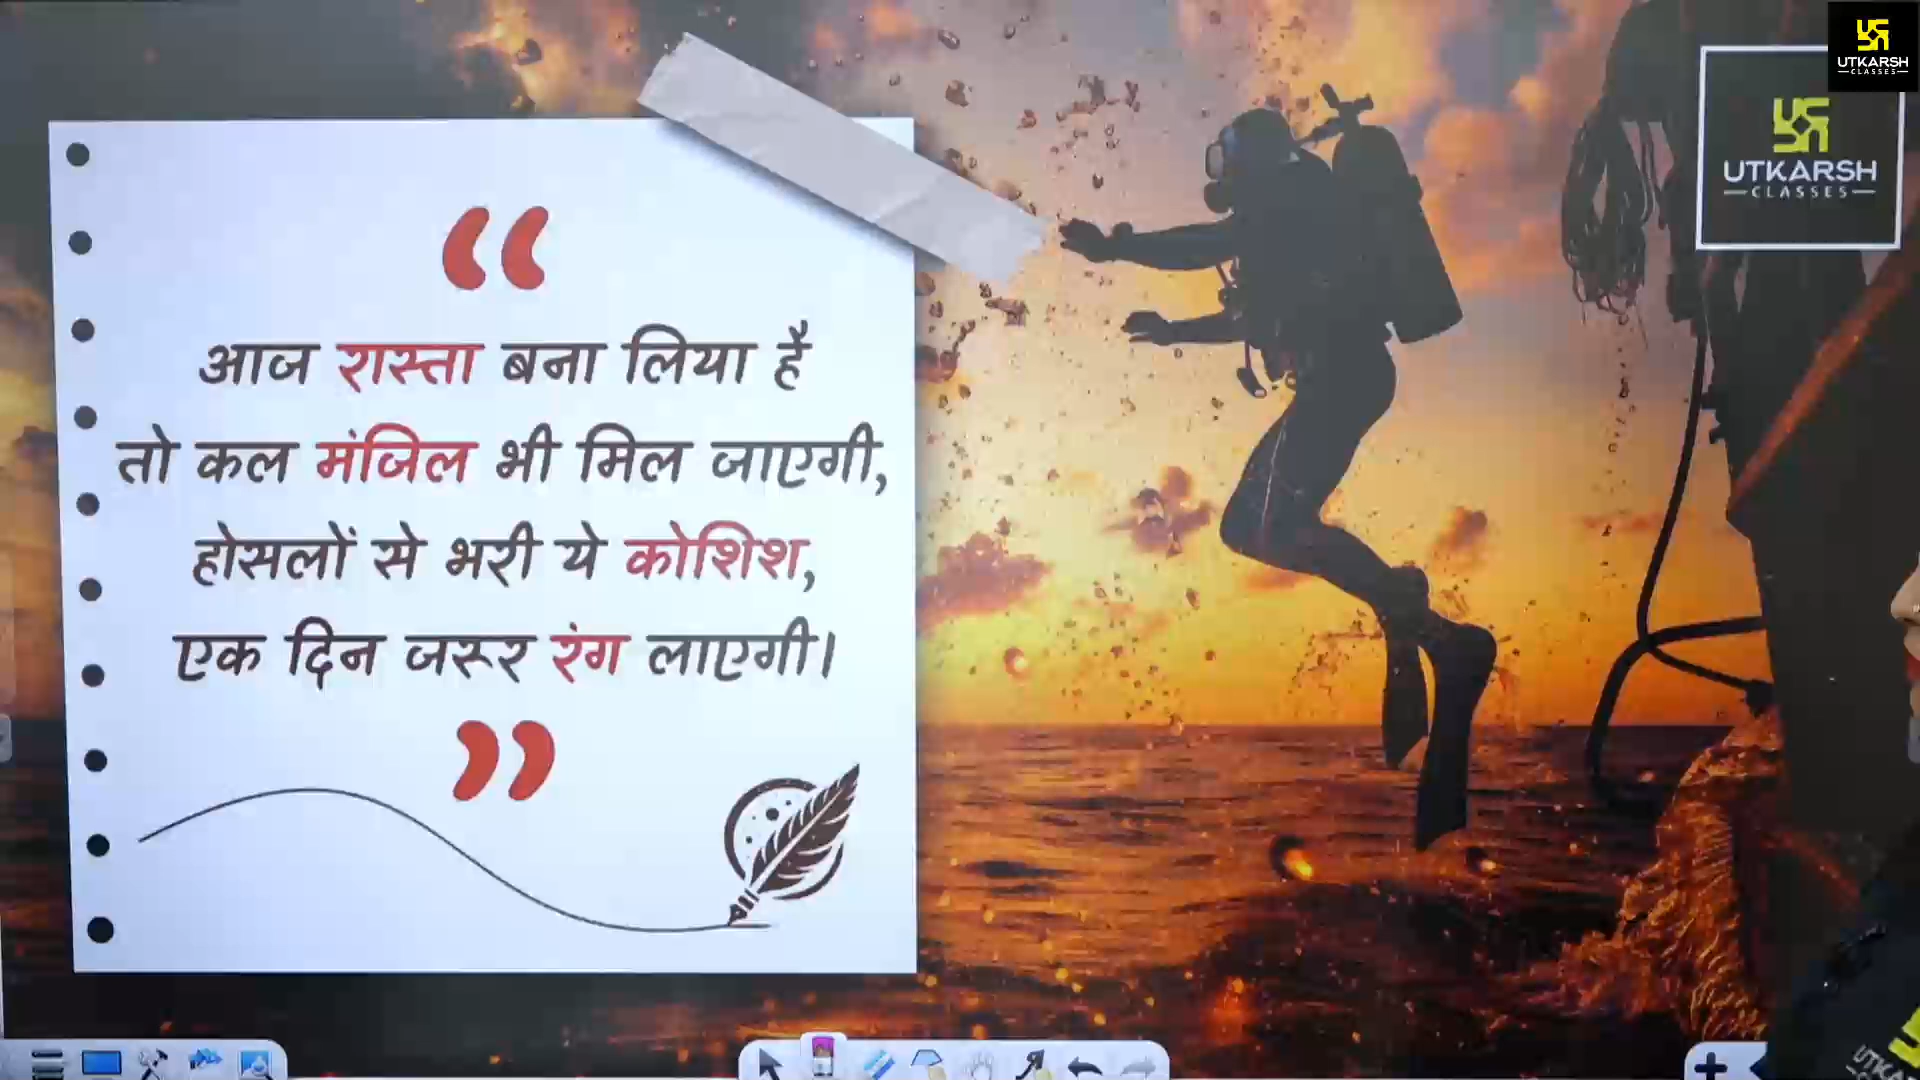 UTKARSH
CLASSES
UTKARSH
CLASSES
“
आज रास्ता बना लिया है
तो कल मंजिल भी मिल जाएगी,
होसलों से भरी ये कोशिश,
एक दिन जरूर रंग लाएगी।
”